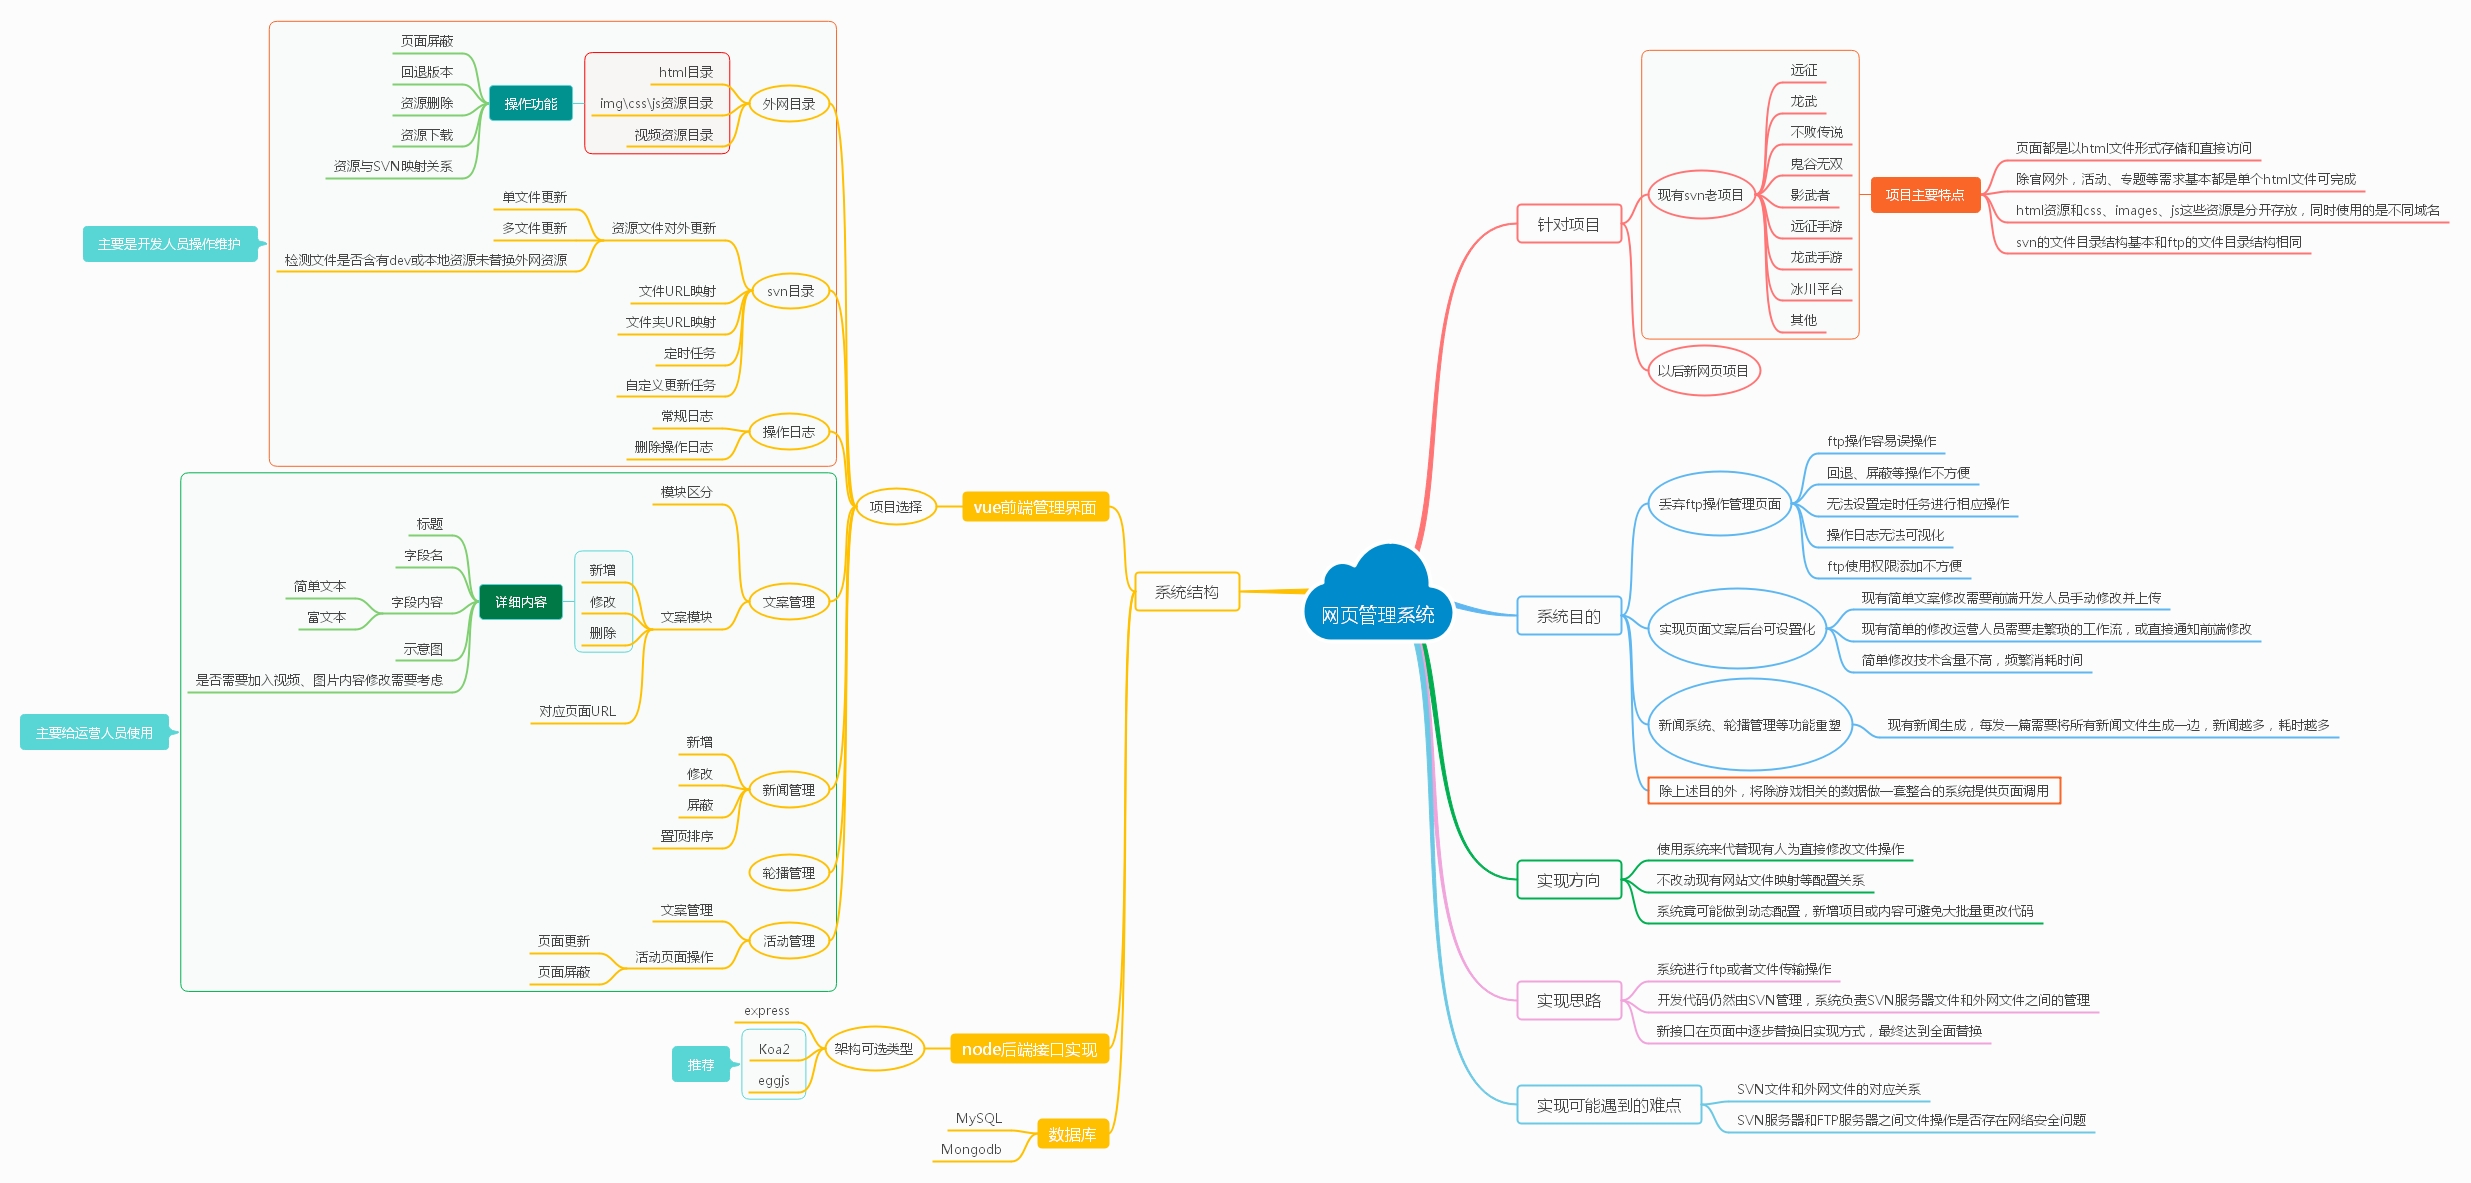 网页管理系统
针对项目
现有svn老项目
远征
龙武
不败传说
鬼谷无双
影武者
远征手游
龙武手游
冰川平台
其他
项目主要特点
页面都是以html文件形式存储和直接访问
除官网外，活动、专题等需求基本都是单个html文件可完成
html资源和css、images、js这些资源是分开存放，同时使用的是不同域名
svn的文件目录结构基本和ftp的文件目录结构相同
以后新网页项目
系统目的
丢弃ftp操作管理页面
ftp操作容易误操作
回退、屏蔽等操作不方便
无法设置定时任务进行相应操作
操作日志无法可视化
ftp使用权限添加不方便
实现页面文案后台可设置化
现有简单文案修改需要前端开发人员手动修改并上传
现有简单的修改运营人员需要走繁琐的工作流，或直接通知前端修改
简单修改技术含量不高，频繁消耗时间
新闻系统、轮播管理等功能重塑
现有新闻生成，每发一篇需要将所有新闻文件生成一边，新闻越多，耗时越多
除上述目的外，将除游戏相关的数据做一套整合的系统提供页面调用
实现方向
使用系统来代替现有人为直接修改文件操作
不改动现有网站文件映射等配置关系
系统竟可能做到动态配置，新增项目或内容可避免大批量更改代码
实现思路
系统进行ftp或者文件传输操作
开发代码仍然由SVN管理，系统负责SVN服务器文件和外网文件之间的管理
新接口在页面中逐步替换旧实现方式，最终达到全面替换
实现可能遇到的难点
SVN文件和外网文件的对应关系
SVN服务器和FTP服务器之间文件操作是否存在网络安全问题
系统结构
vue前端管理界面
项目选择
主要是开发人员操作维护
外网目录
html目录
img\css\js资源目录
视频资源目录
操作功能
页面屏蔽
回退版本
资源删除
资源下载
资源与SVN映射关系
svn目录
资源文件对外更新
单文件更新
多文件更新
检测文件是否含有dev或本地资源未替换外网资源
文件URL映射
文件夹URL映射
定时任务
自定义更新任务
操作日志
常规日志
删除操作日志
主要给运营人员使用
文案管理
模块区分
文案模块
新增
修改
删除
详细内容
标题
字段名
字段内容
简单文本
富文本
示意图
是否需要加入视频、图片内容修改需要考虑
对应页面URL
新闻管理
新增
修改
屏蔽
置顶排序
轮播管理
活动管理
文案管理
活动页面操作
页面更新
页面屏蔽
node后端接口实现
架构可选类型
express
Koa2
eggjs
推荐
数据库
MySQL
Mongodb